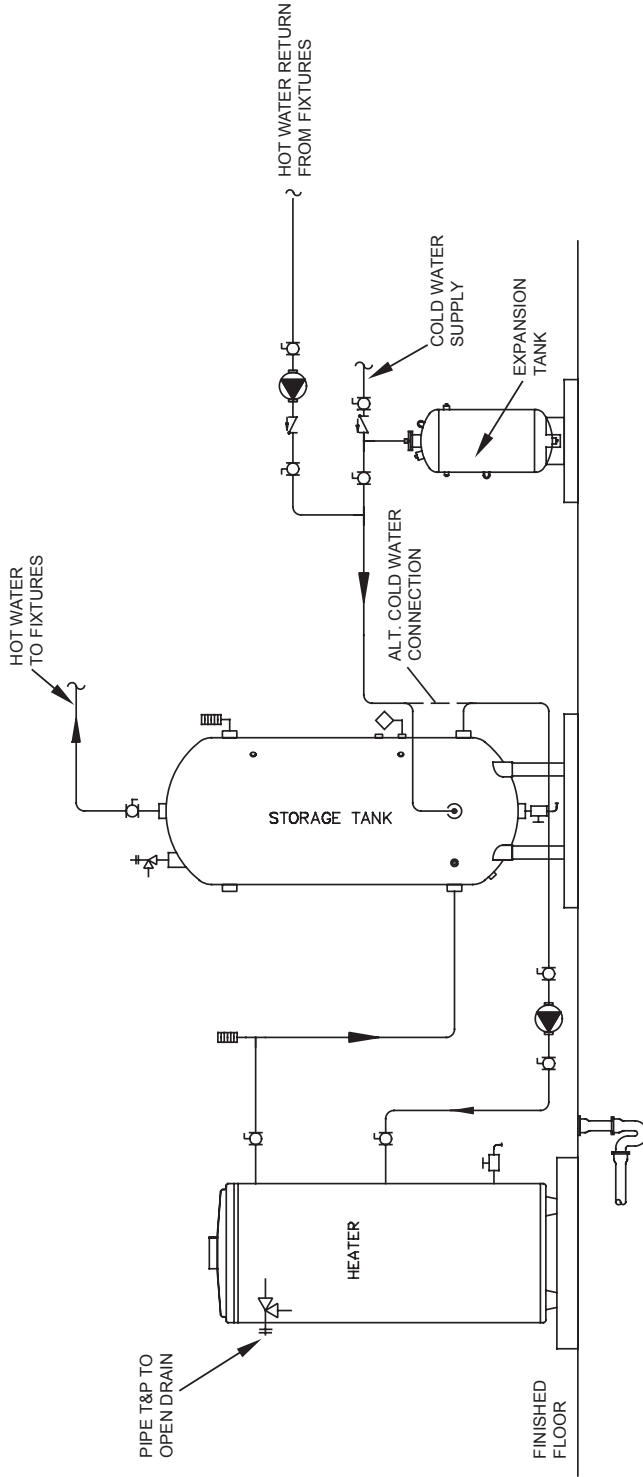 HOT WATER
TO FIXTURES
HOT WATER RETURN
FROM FIXTURES
PIPE T&P TO
OPEN DRAIN
HEATER
STORAGE TANK
ALT. COLD WATER
CONNECTION
COLD WATER
SUPPLY
EXPANSION
TANK
FINISHED
FLOOR